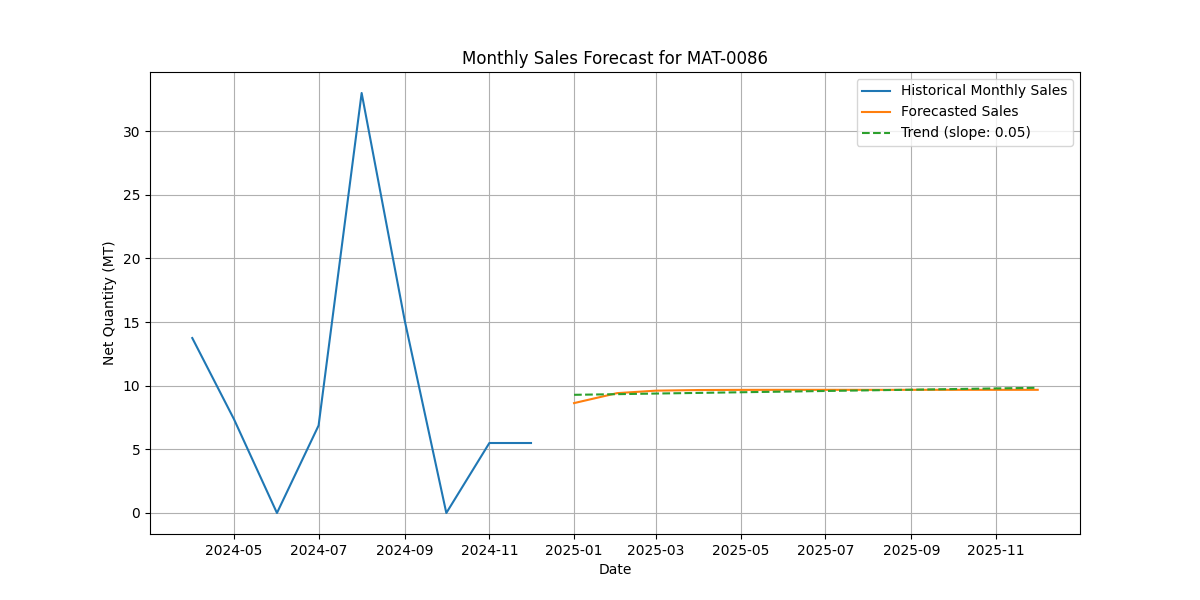 Monthly Sales Forecast for MAT-0086
Historical Monthly Sales
Forecasted Sales
Trend (slope: 0.05)
Net Quantity (MT)
30
25
20
15
10
5
0
2024-05 2024-07 2024-09 2024-11 2025-01 2025-03 2025-05 2025-07 2025-09 2025-11
Date